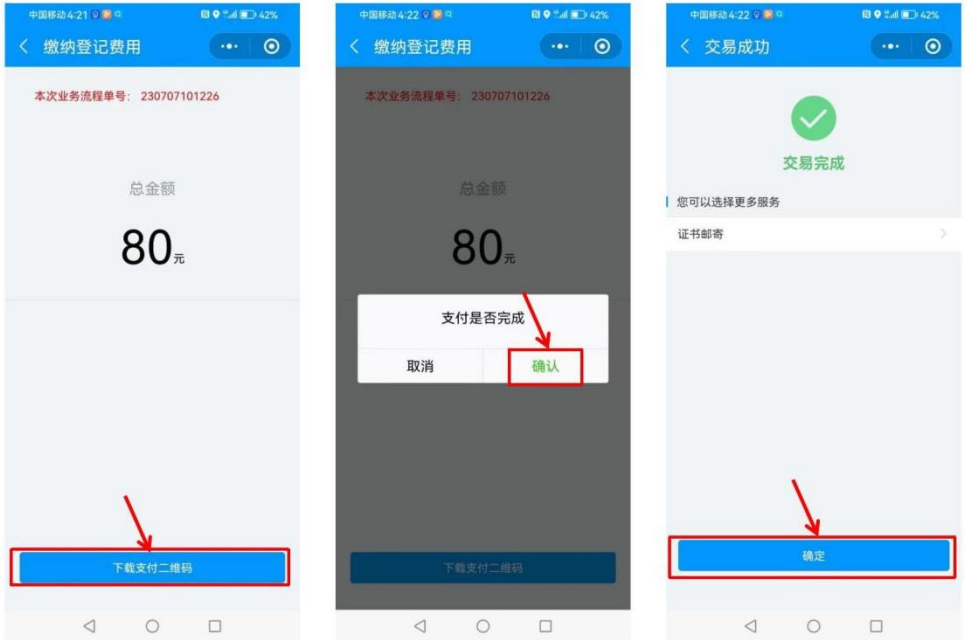 中国移动4:21 42%
缴纳登记费用
本次业务流程单号: 230707101226
总金额
80元
下载支付二维码
中国移动4:22 42%
缴纳登记费用
本次业务流程单号: 230707101226
总金额
80元
支付是否完成
取消 确认
下载支付二维码
中国移动4:22 42%
交易成功
交易完成
您可以选择更多服务
证书邮寄
确定